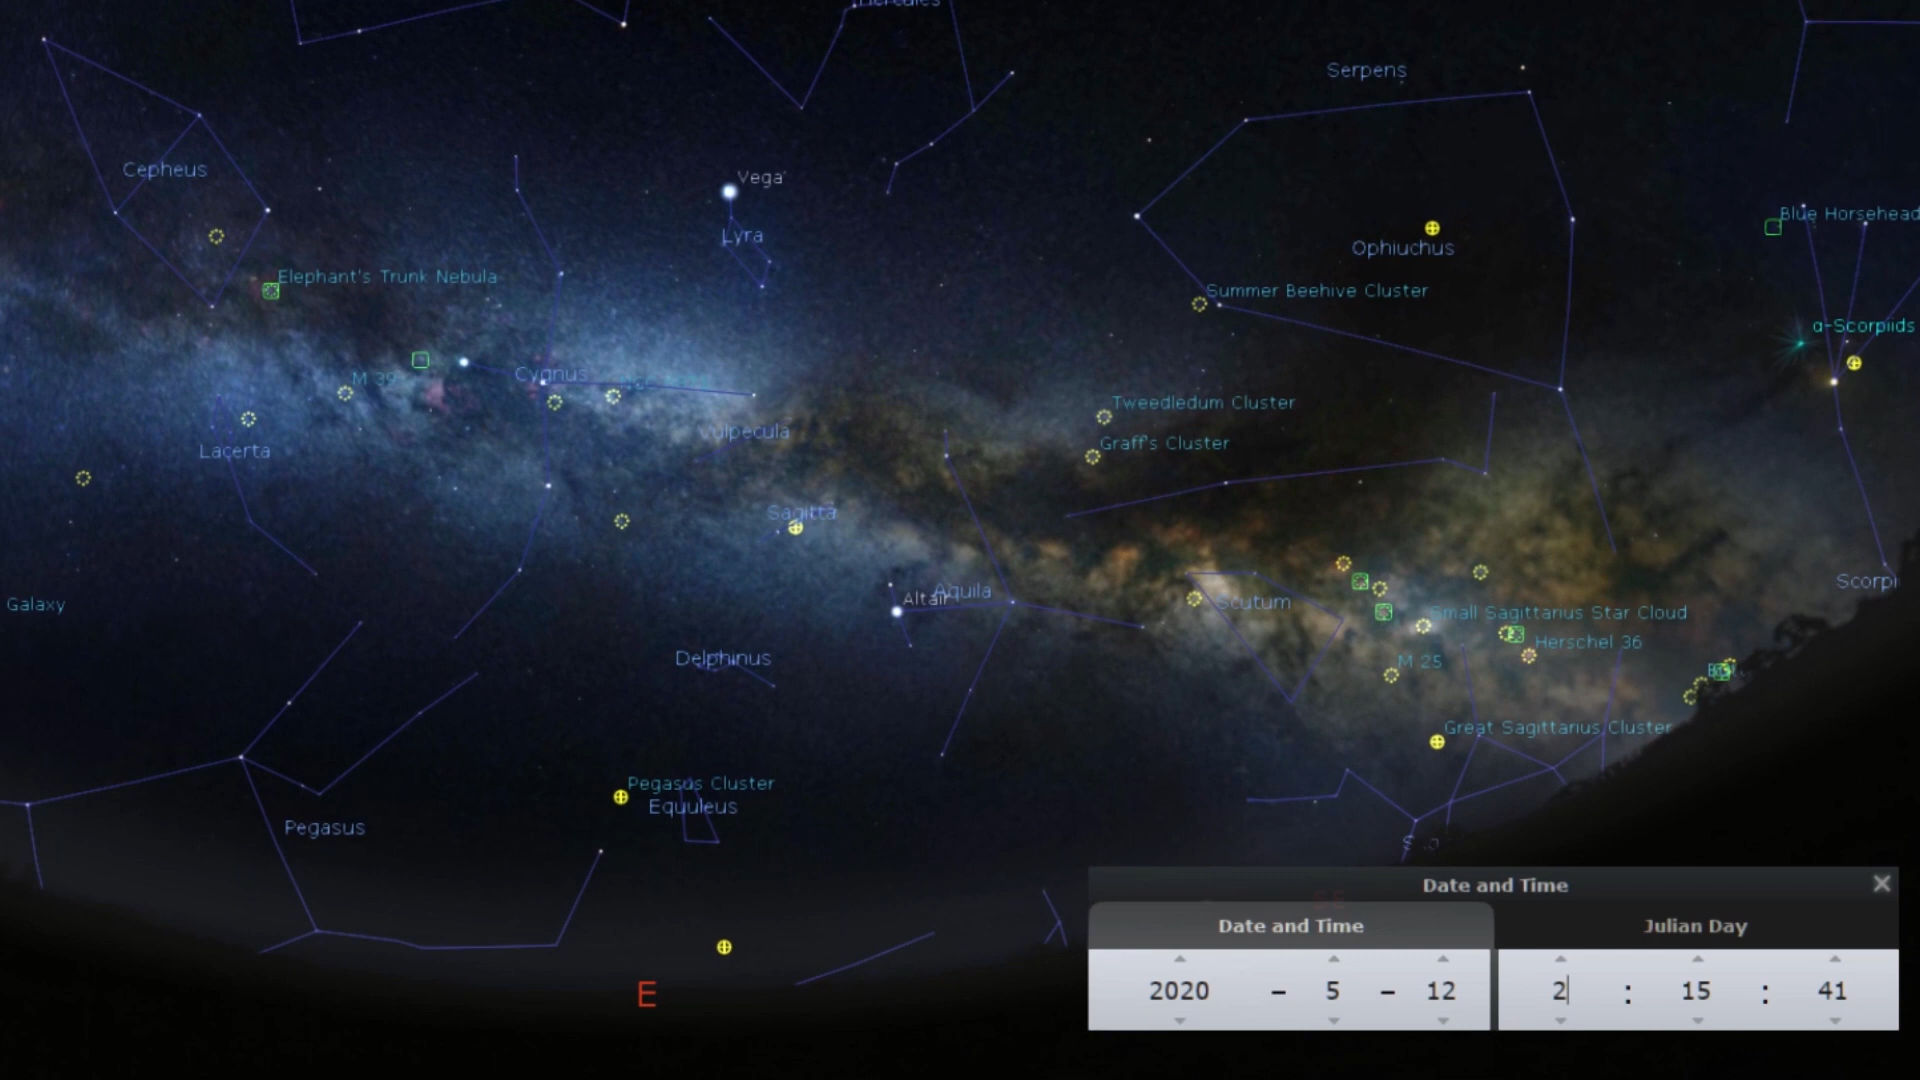 Hercules
Serpens
Cepheus
Vega
Blue Horsehead
Lyra
Ophiuchus
Elephant's Trunk Nebula
Summer Beehive Cluster
α-Scorpiids
Cygnus
M 39
Tweedledum Cluster
Vulpecula
Graff's Cluster
Lacerta
Sagitta
Scorpi
Aquila
Altair
Scutum
Galaxy
Small Sagittarius Star Cloud
Herschel 36
Delphinus
M 25
Great Sagittarius Cluster
Pegasus Cluster
Equuleus
Pegasus
Date and Time
Date and Time
Julian Day
2020 - 5 - 12 2 : 15 : 41
E